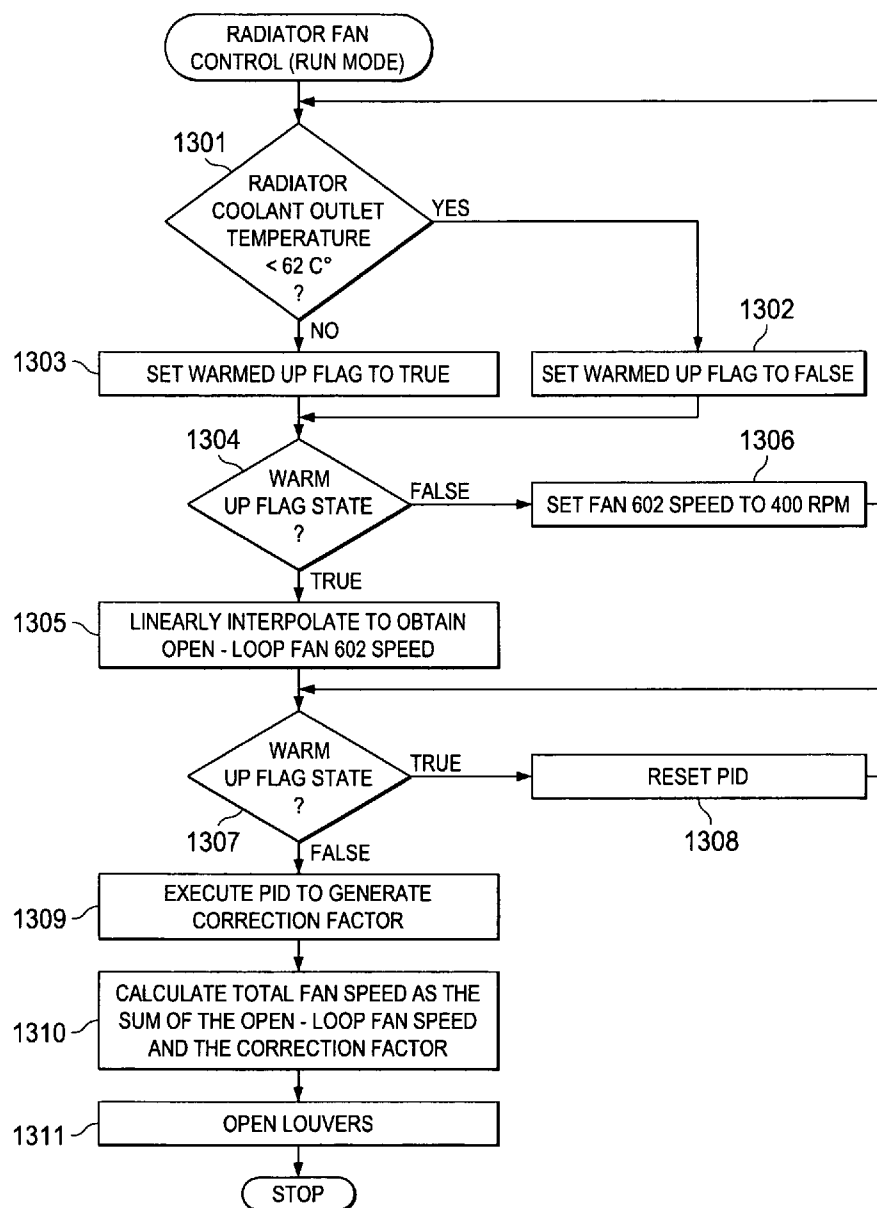 RADIATOR FAN
CONTROL (RUN MODE)
1301
RADIATOR
COOLANT OUTLET
TEMPERATURE
< 62 C°
?
YES
NO
1302
1303
SET WARMED UP FLAG TO TRUE
SET WARMED UP FLAG TO FALSE
1304
WARM
UP FLAG STATE
?
FALSE
TRUE
1306
SET FAN 602 SPEED TO 400 RPM
1305
LINEARLY INTERPOLATE TO OBTAIN
OPEN - LOOP FAN 602 SPEED
WARM
UP FLAG STATE
?
1307
TRUE
FALSE
RESET PID
1308
1309
EXECUTE PID TO GENERATE
CORRECTION FACTOR
1310
CALCULATE TOTAL FAN SPEED AS THE
SUM OF THE OPEN - LOOP FAN SPEED
AND THE CORRECTION FACTOR
1311
OPEN LOUVERS
STOP